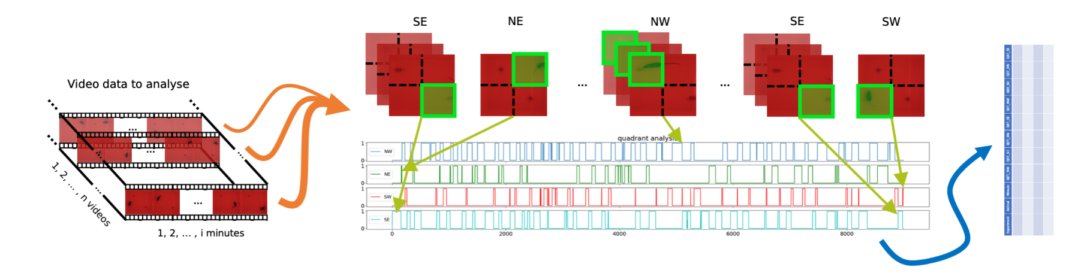 SE NE NW SE SW
Video data to analyse
...
...
...
...
1, 2, ... , n videos
1, 2, ... , i minutes
... ...
quadrant analysis
1
0
NW
1
0
NE
1
0
SW
1
0
SE
0 2000 4000 6000 8000